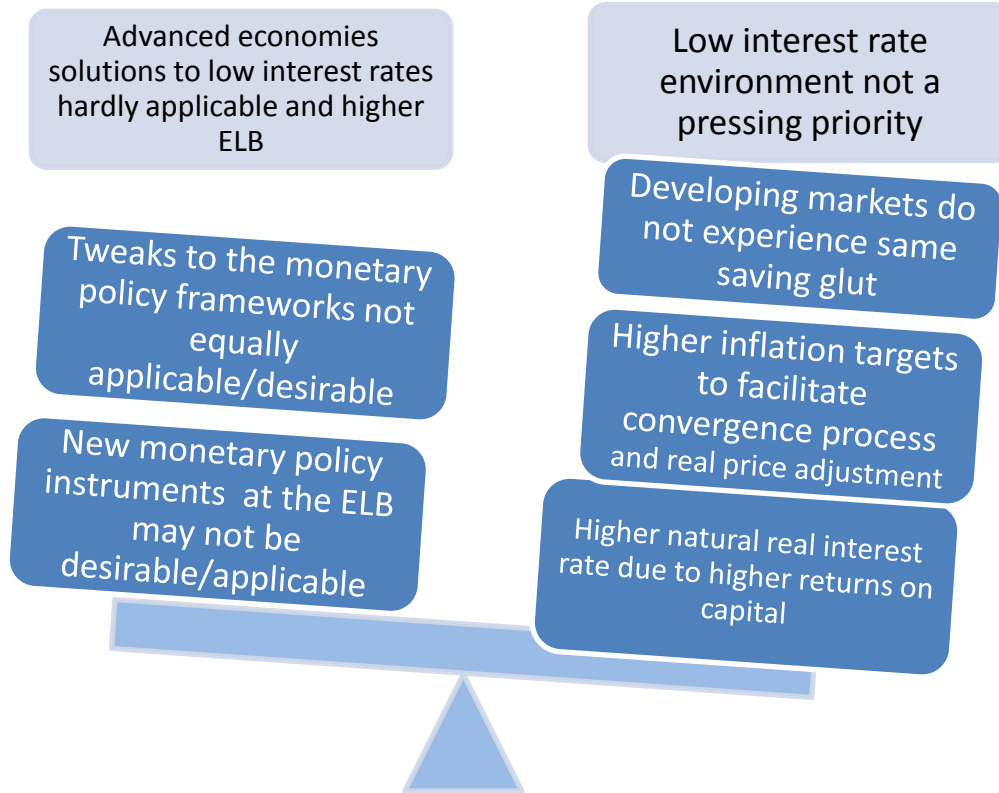 Advanced economies
solutions to low interest rates
hardly applicable and higher
ELB
Tweaks to the monetary
policy frameworks not
equally
applicable/desirable
New monetary policy
instruments at the ELB
may not be
desirable/applicable
Low interest rate
environment not a
pressing priority
Developing markets do
not experience same
saving glut
Higher inflation targets
to facilitate
convergence process
and real price adjustment
Higher natural real interest
rate due to higher returns on
capital